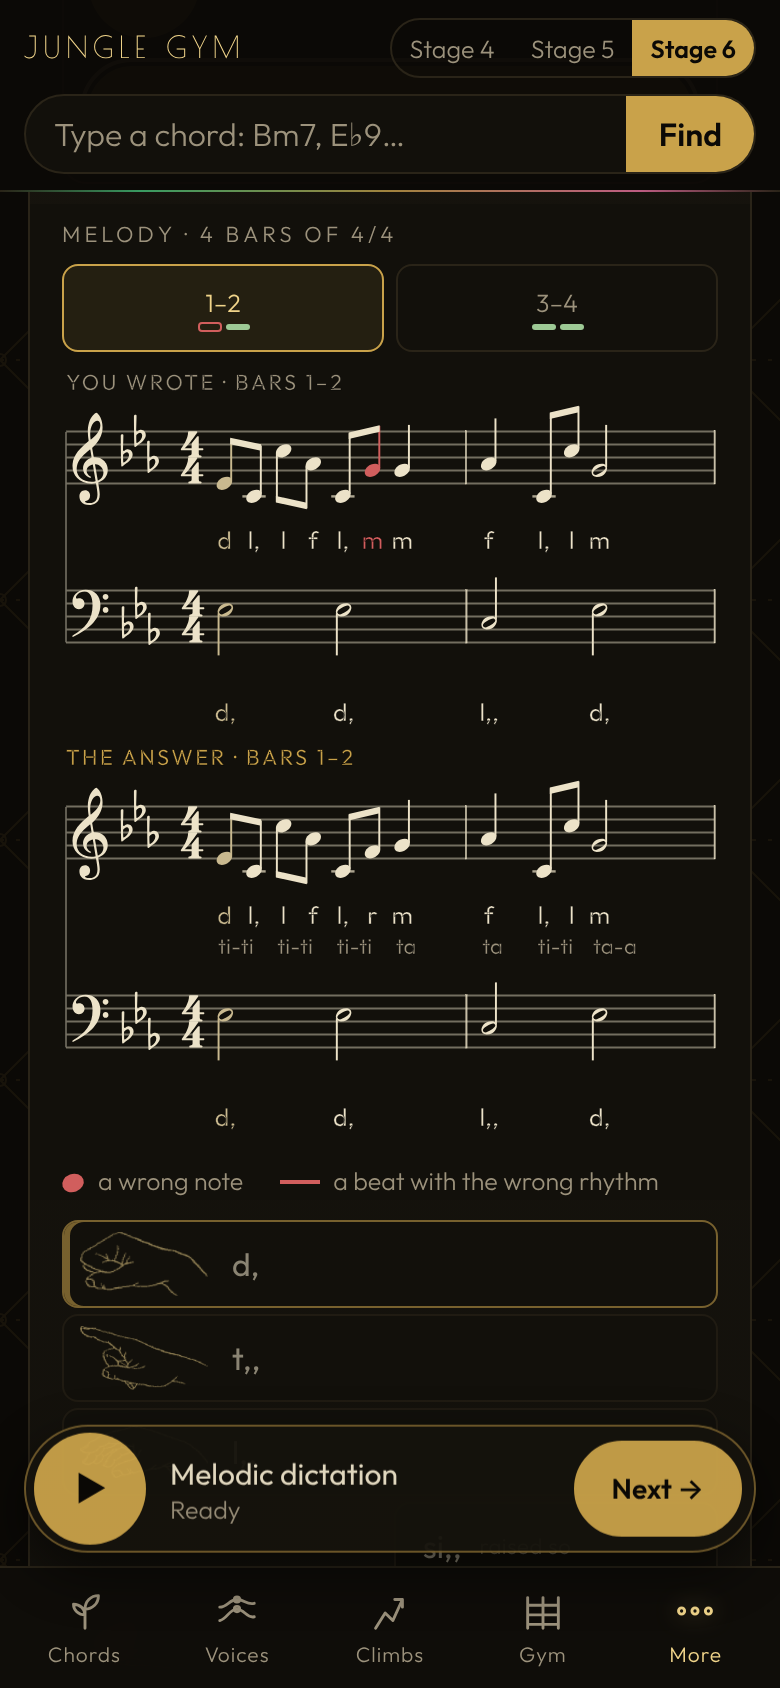 JUNGLE GYM
Stage 4 Stage 5 Stage 6
Type a chord: Bm7, E♭9... Find
MELODY · 4 BARS OF 4/4
1–2 3–4
YOU WROTE · BARS 1–2
d l, l f l, m m f l, l m
d, d, l,, d,
THE ANSWER · BARS 1–2
d l, l f l, r m f l, l m
ti-ti ti-ti ti-ti ta ta ti-ti ta-a
d, d, l,, d,
a wrong note a beat with the wrong rhythm
d,
t,,
Melodic dictation
Ready
Next →
si,, raised so
Chords Voices Climbs Gym More